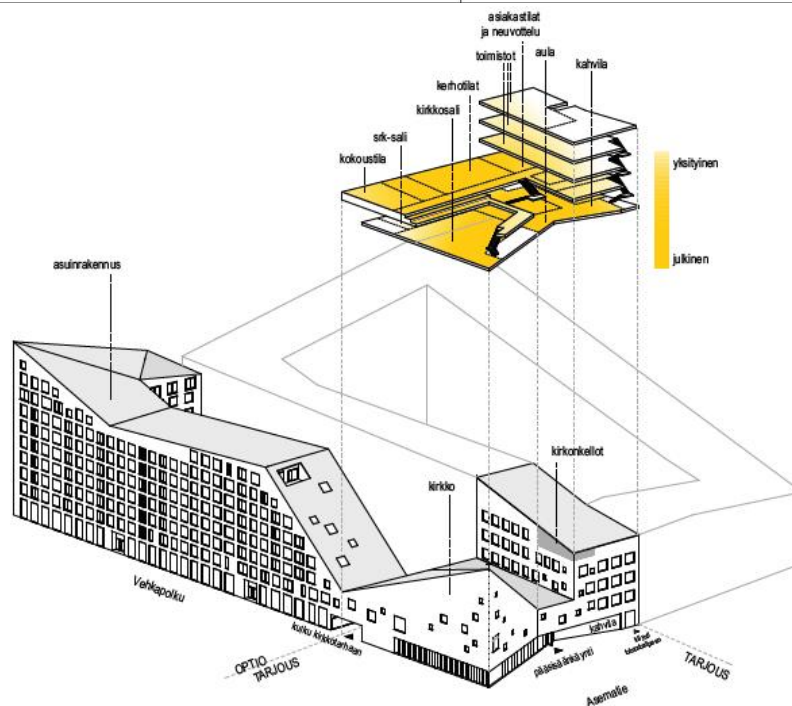 asiakastilat
ja neuvottelu
toimistot
aula
kahvila
kerhotilat
kirkkosali
srk-sali
kokoustila
yksityinen
julkinen
asuinrakennus
kirkonkellot
kirkko
Vehkapolku
kulku kirkkotarhaan
OPTIO
TARJOUS
kahvila
pääsisäänkäynti
TARJOUS
Asematie